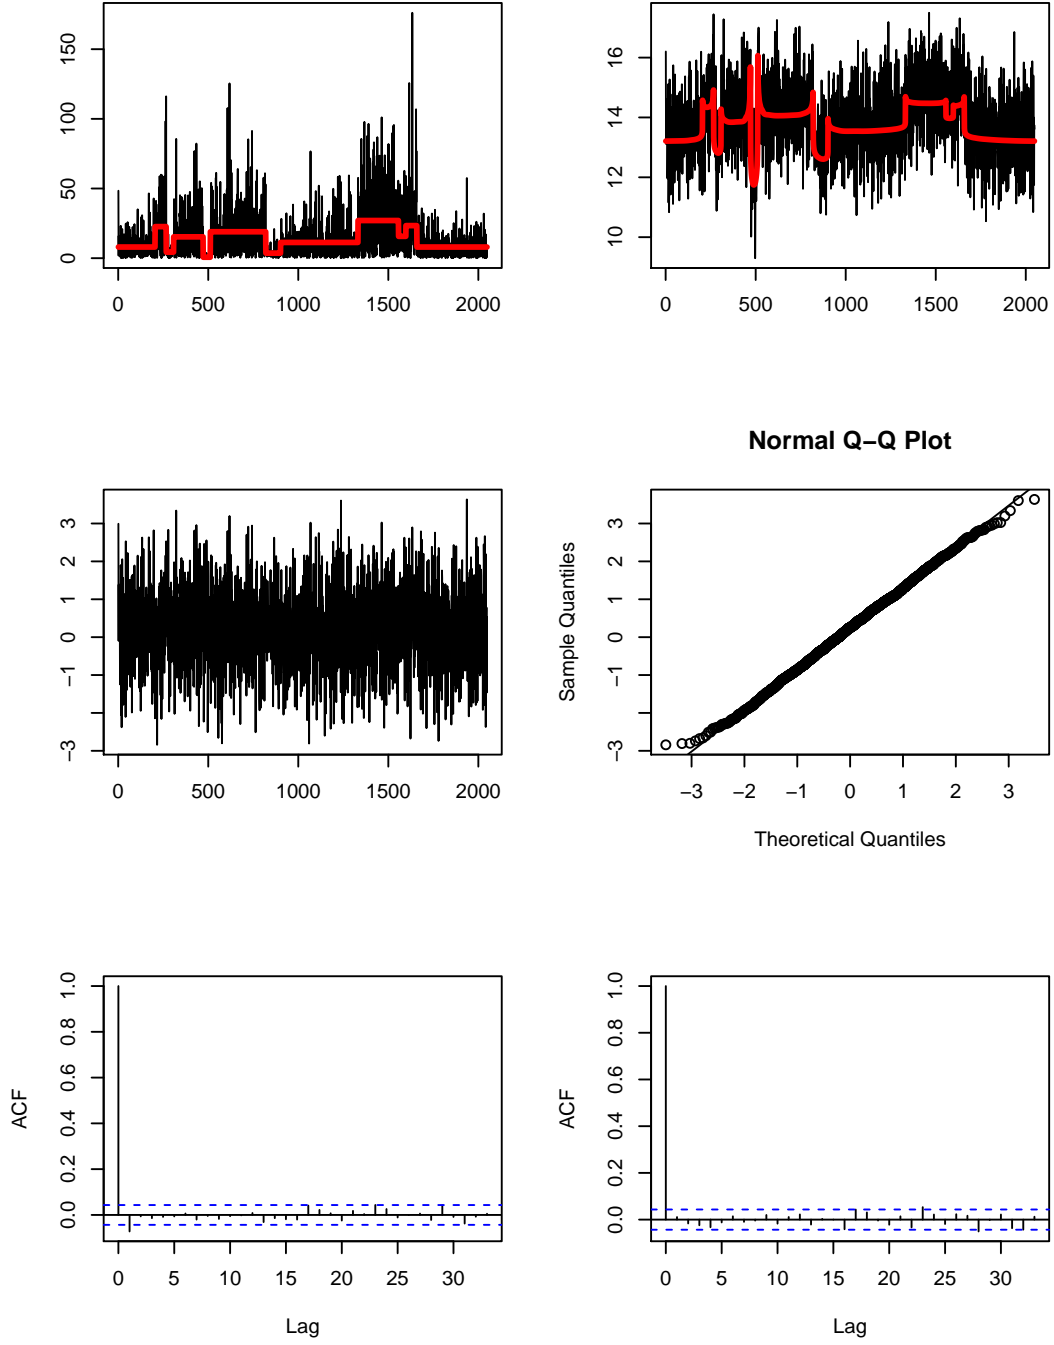 150
100
50
0
0 500 1000 1500 2000
16
14
12
10
0 500 1000 1500 2000
Normal Q−Q Plot
3
2
1
0
−1
−3
0 500 1000 1500 2000
Sample Quantiles
3
2
1
0
−1
−3
−3 −2 −1 0 1 2 3
Theoretical Quantiles
ACF
1.0
0.8
0.6
0.4
0.2
0.0
0 5 10 15 20 25 30
Lag
ACF
1.0
0.8
0.6
0.4
0.2
0.0
0 5 10 15 20 25 30
Lag